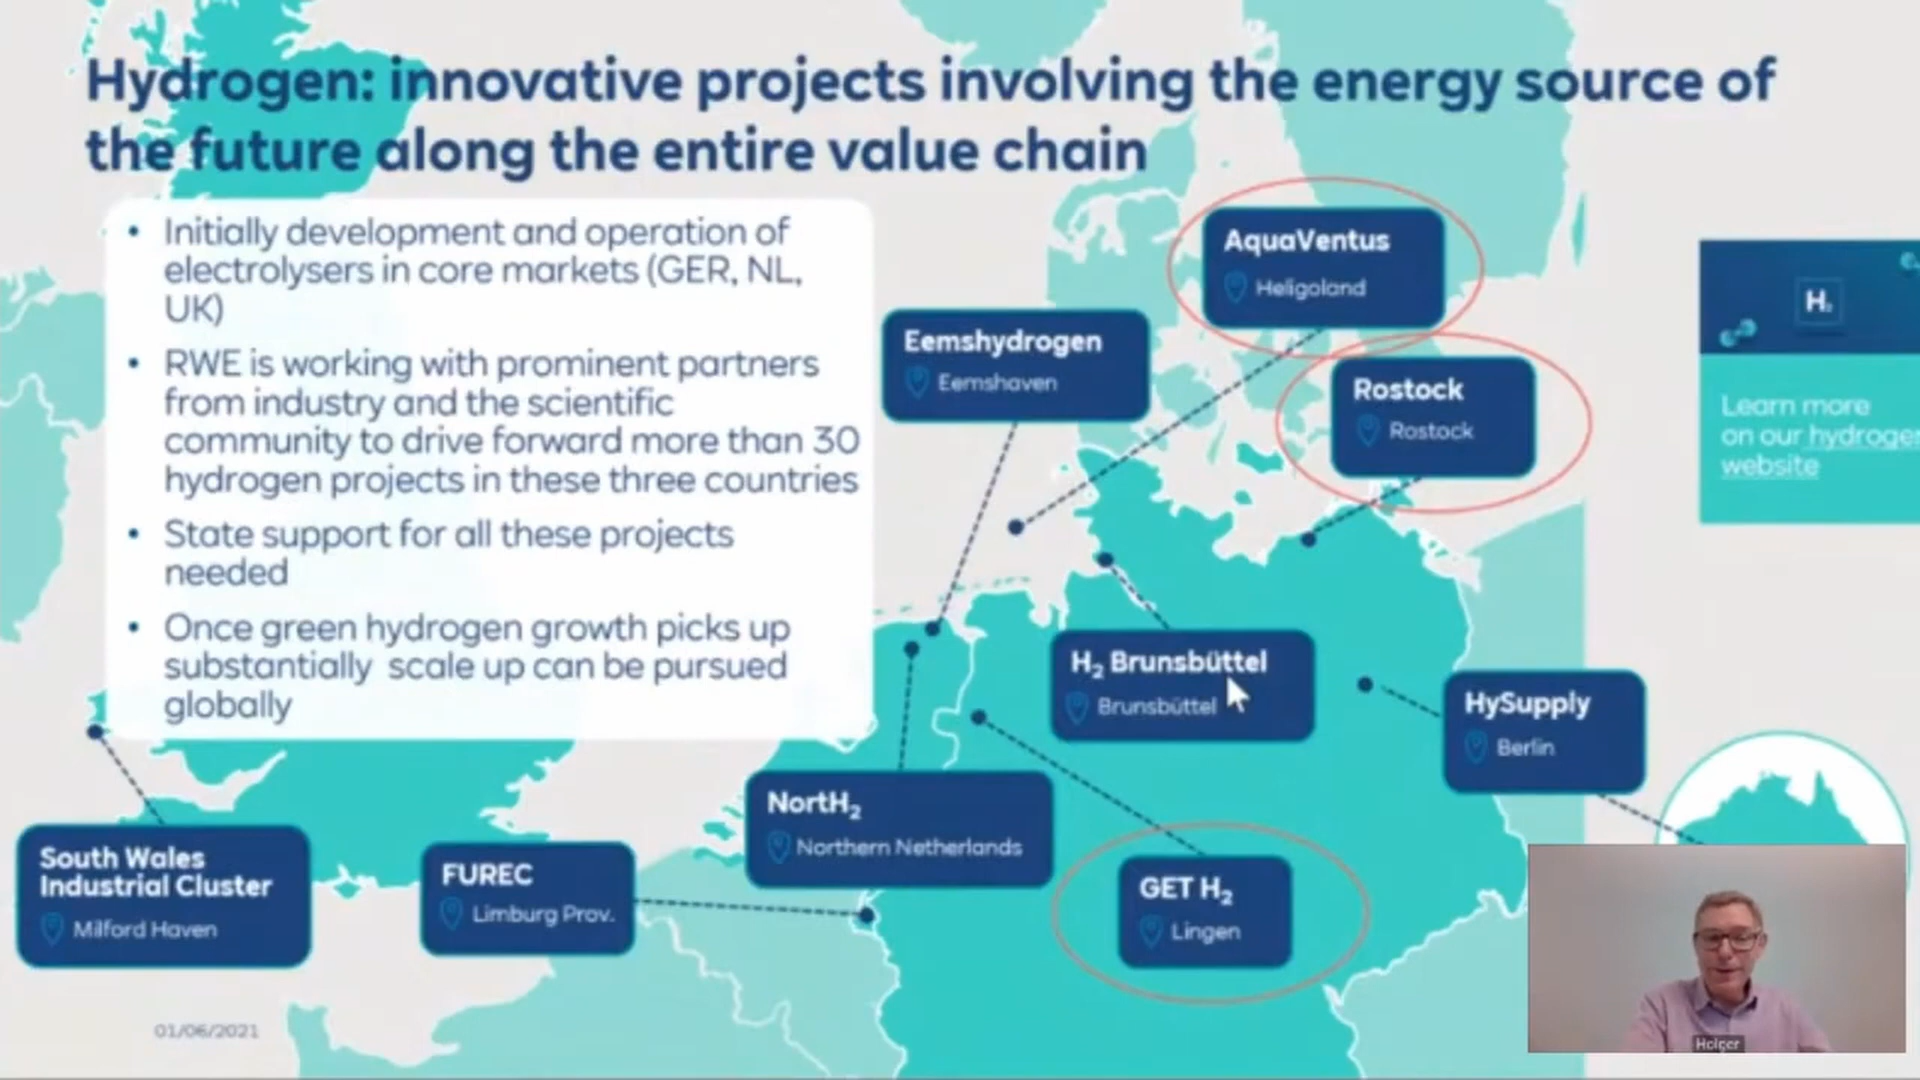 Hydrogen: innovative projects involving the energy source of
the future along the entire value chain
• Initially development and operation of
electrolysers in core markets (GER, NL,
UK)
• RWE is working with prominent partners
from industry and the scientific
community to drive forward more than 30
hydrogen projects in these three countries
• State support for all these projects
needed
• Once green hydrogen growth picks up
substantially scale up can be pursued
globally
AquaVentus
Heligoland
Eemshydrogen
Eemshaven
Rostock
Rostock
H₂
Learn more
on our hydrogen
website
H₂ Brunsbüttel
Brunsbüttel
HySupply
Berlin
NortH₂
Northern Netherlands
South Wales
Industrial Cluster
Milford Haven
FUREC
Limburg Prov.
GET H₂
Lingen
01/06/2021
Holger